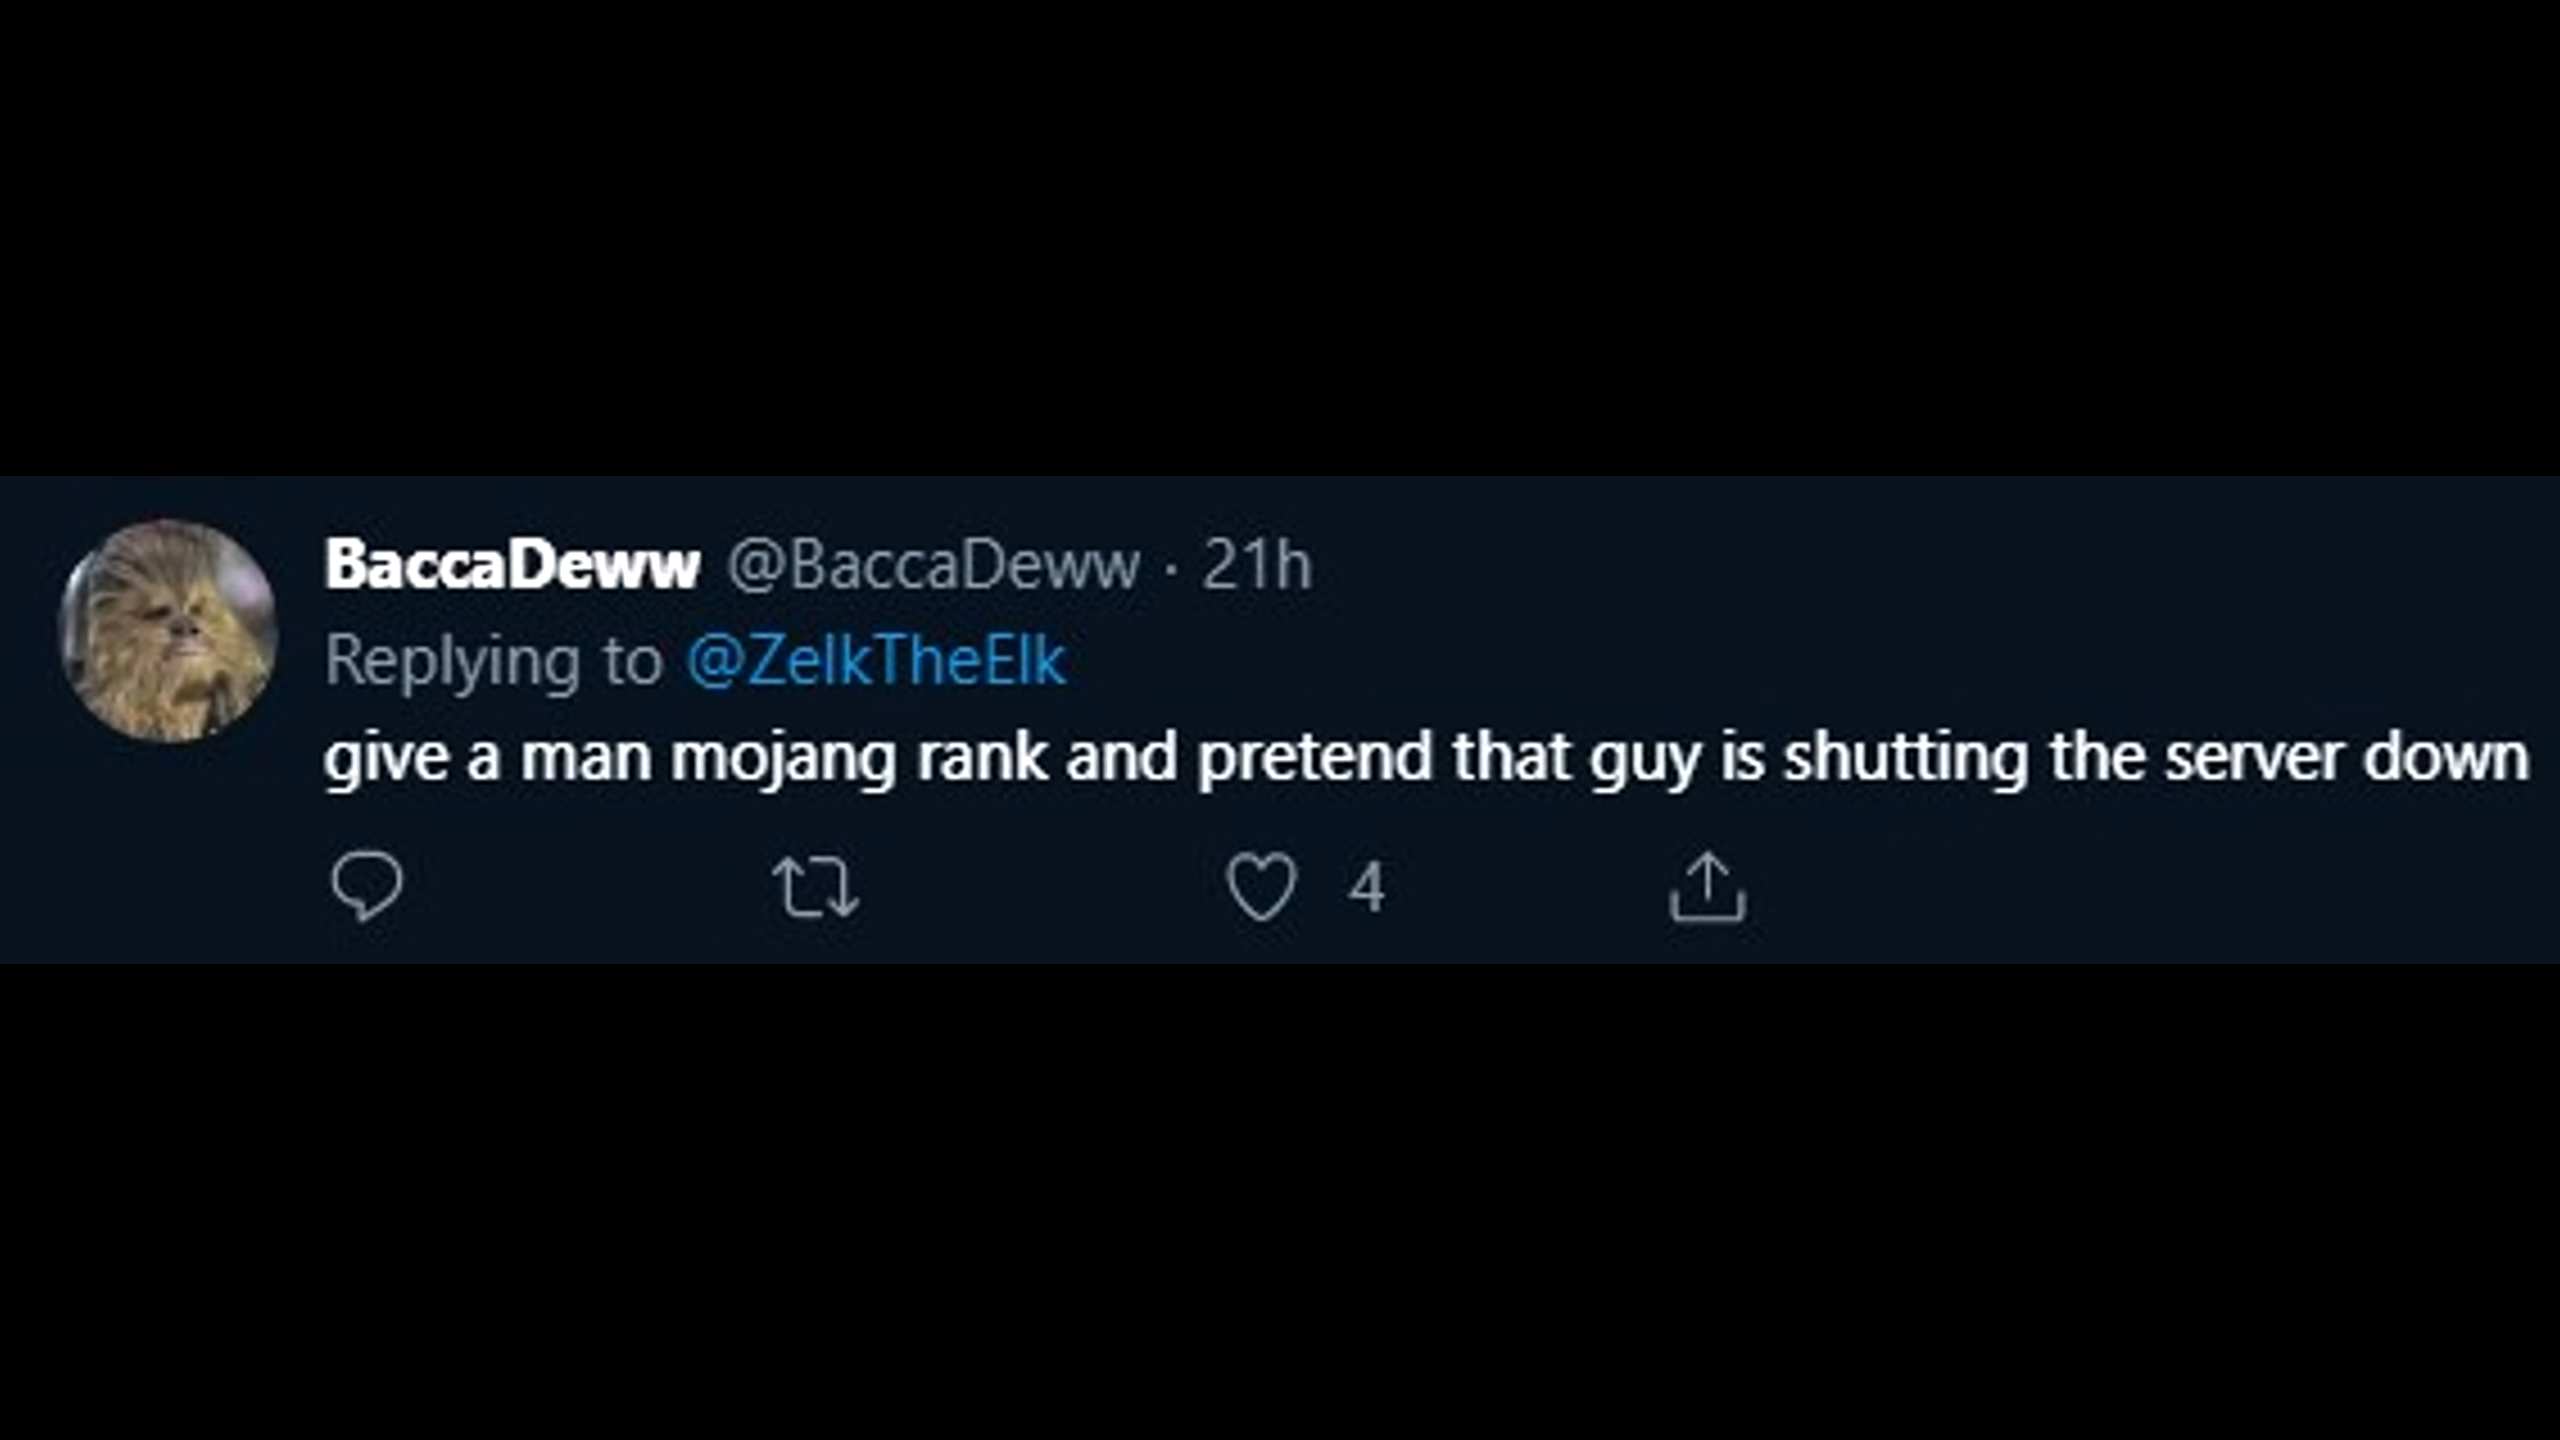 BaccaDeww @BaccaDeww · 21h
Replying to @ZelkTheElk
give a man mojang rank and pretend that guy is shutting the server down
4